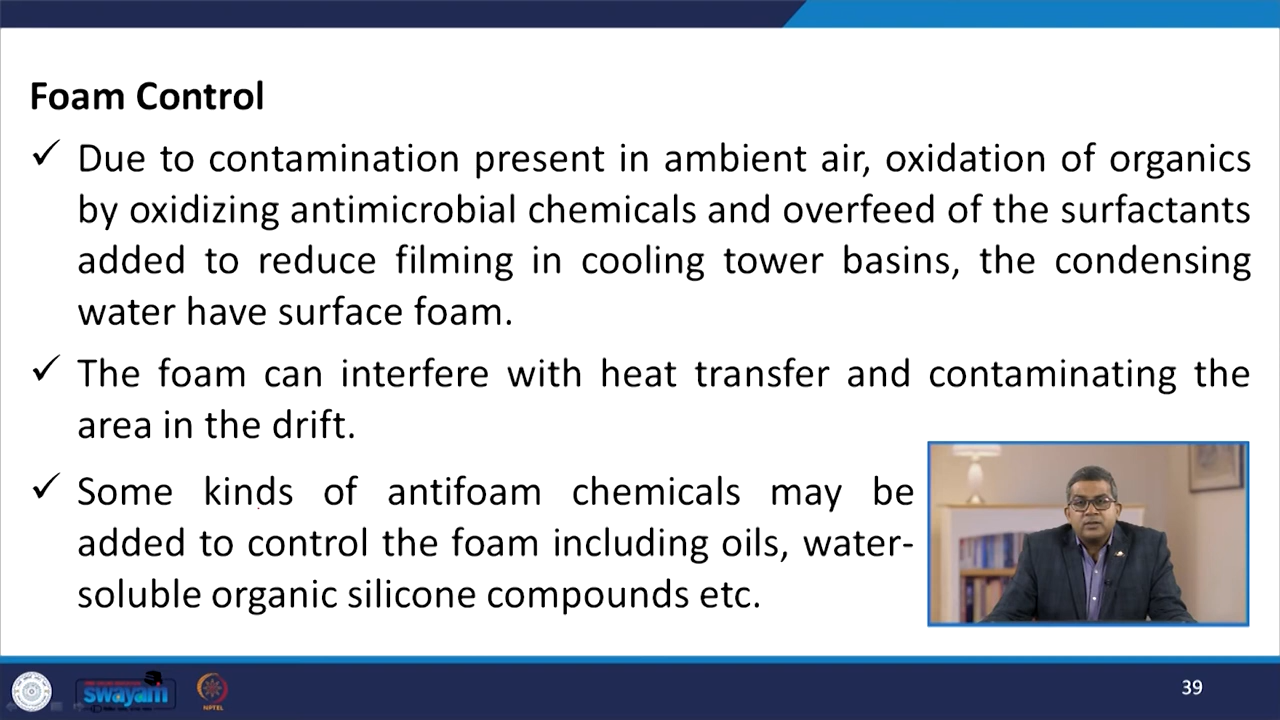 Foam Control
✓ Due to contamination present in ambient air, oxidation of organics
by oxidizing antimicrobial chemicals and overfeed of the surfactants
added to reduce filming in cooling tower basins, the condensing
water have surface foam.
✓ The foam can interfere with heat transfer and contaminating the
area in the drift.
✓ Some kinds of antifoam chemicals may be
added to control the foam including oils, water-
soluble organic silicone compounds etc.
swayam
NPTEL
39